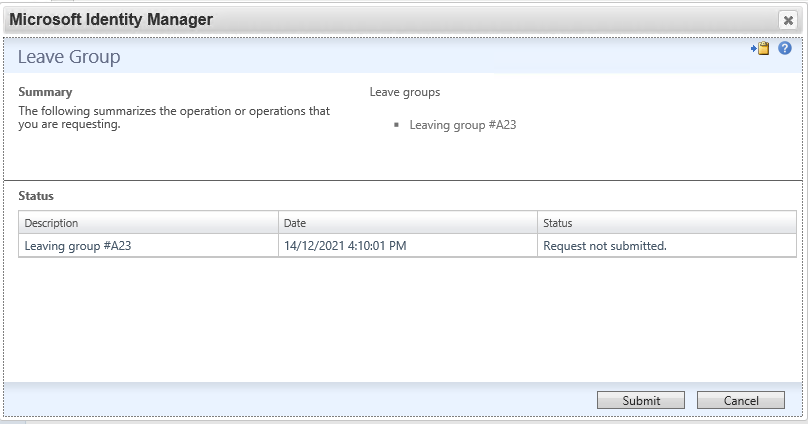 Microsoft Identity Manager
Leave Group
Summary
The following summarizes the operation or operations that
you are requesting.
Leave groups
Leaving group #A23
Status
Description Date Status
Leaving group #A23 14/12/2021 4:10:01 PM Request not submitted.
Submit Cancel